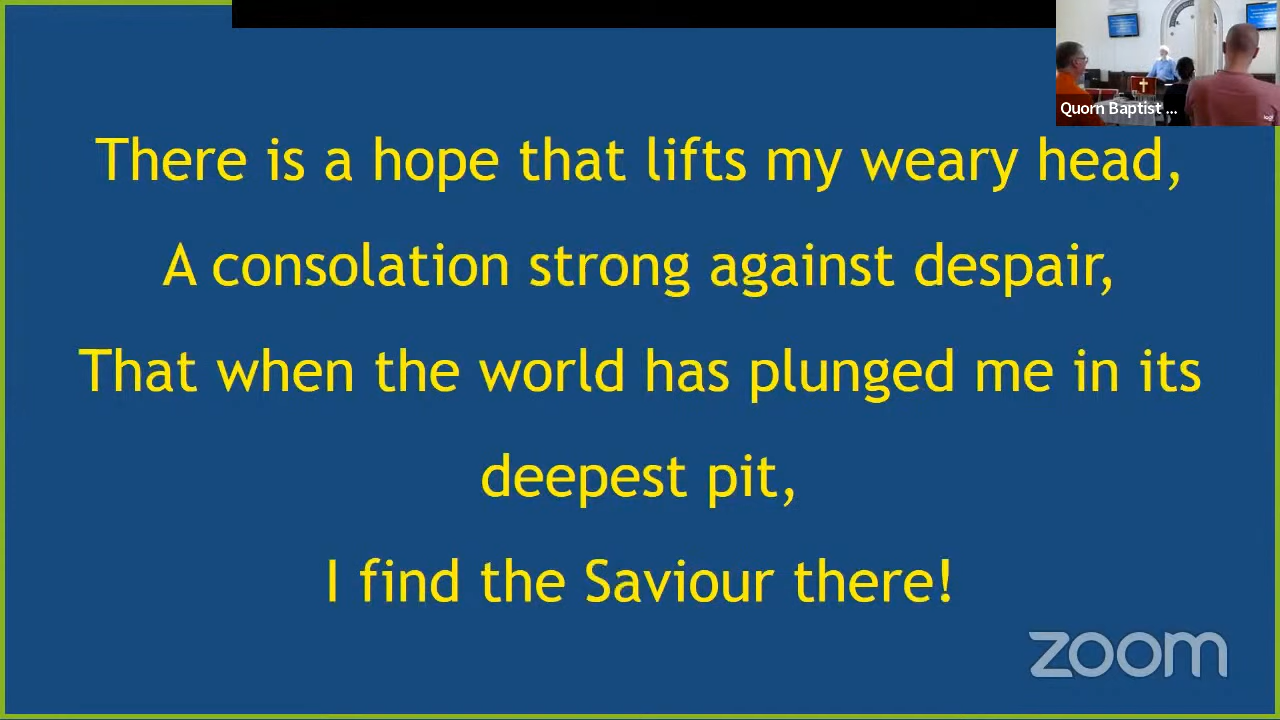 Quorn Baptist ...
There is a hope that lifts my weary head,
A consolation strong against despair,
That when the world has plunged me in its
deepest pit,
I find the Saviour there!
zoom